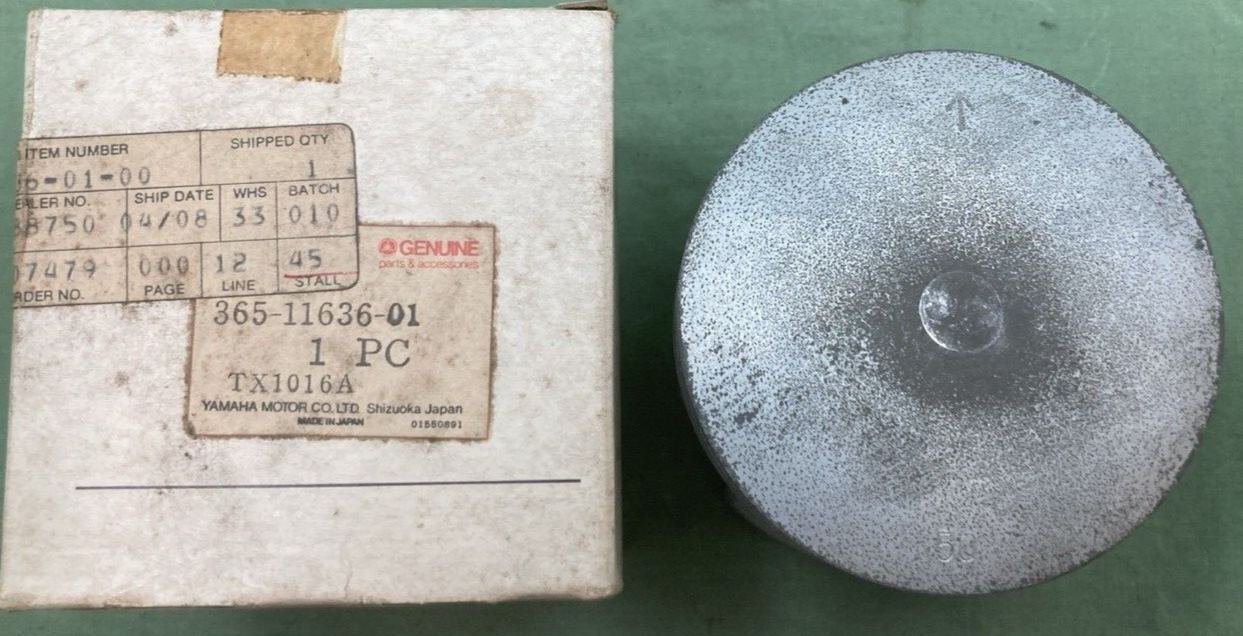 ITEM NUMBER SHIPPED QTY
6-01-00 1
EALER NO. SHIP DATE WHS BATCH
8750 04/08 33 010
7479 000 12 45
RDER NO. PAGE LINE STALL
GENUINE
parts & accessories
365-11636-01
1 PC
TX1016A
YAMAHA MOTOR CO. LTD. Shizuoka Japan
MADE IN JAPAN 01550891
↑